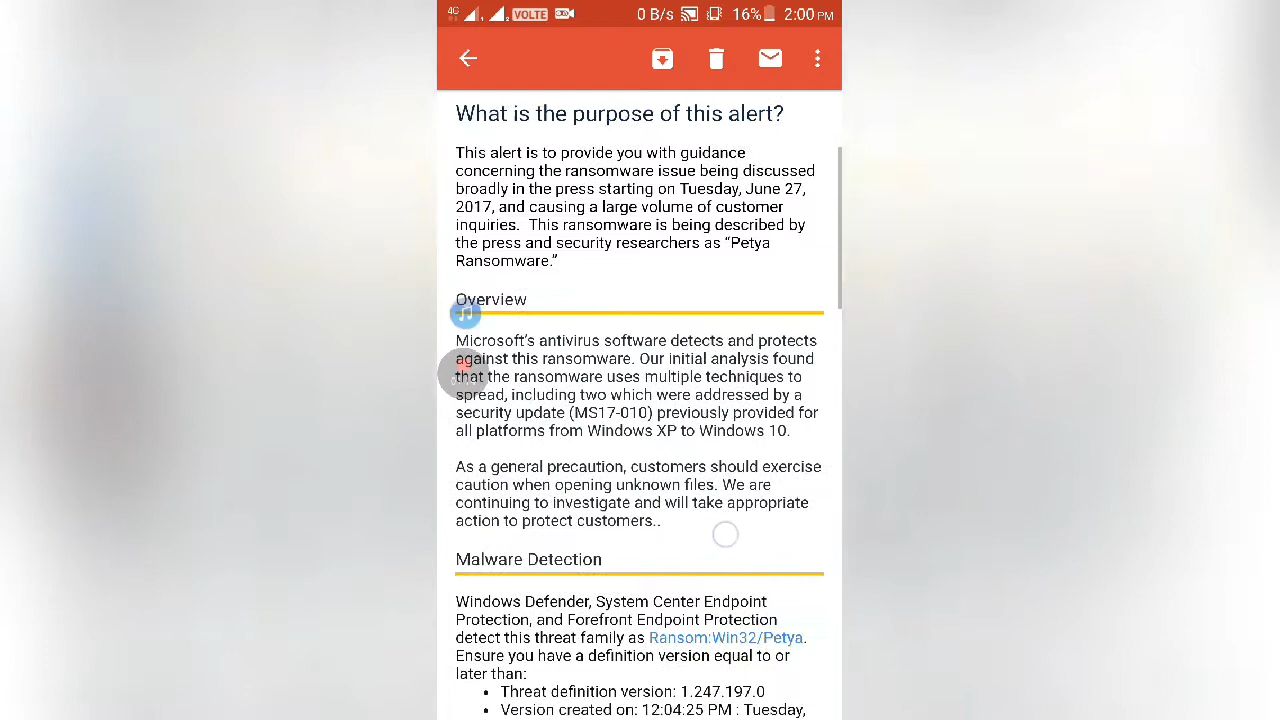 4G VOLTE 0 B/s 16% 2:00 PM
What is the purpose of this alert?
This alert is to provide you with guidance
concerning the ransomware issue being discussed
broadly in the press starting on Tuesday, June 27,
2017, and causing a large volume of customer
inquiries.  This ransomware is being described by
the press and security researchers as “Petya
Ransomware.”
Overview
Microsoft’s antivirus software detects and protects
against this ransomware. Our initial analysis found
that the ransomware uses multiple techniques to
spread, including two which were addressed by a
security update (MS17-010) previously provided for
all platforms from Windows XP to Windows 10.
As a general precaution, customers should exercise
caution when opening unknown files. We are
continuing to investigate and will take appropriate
action to protect customers..
Malware Detection
Windows Defender, System Center Endpoint
Protection, and Forefront Endpoint Protection
detect this threat family as Ransom:Win32/Petya.
Ensure you have a definition version equal to or
later than:
• Threat definition version: 1.247.197.0
• Version created on: 12:04:25 PM : Tuesday,